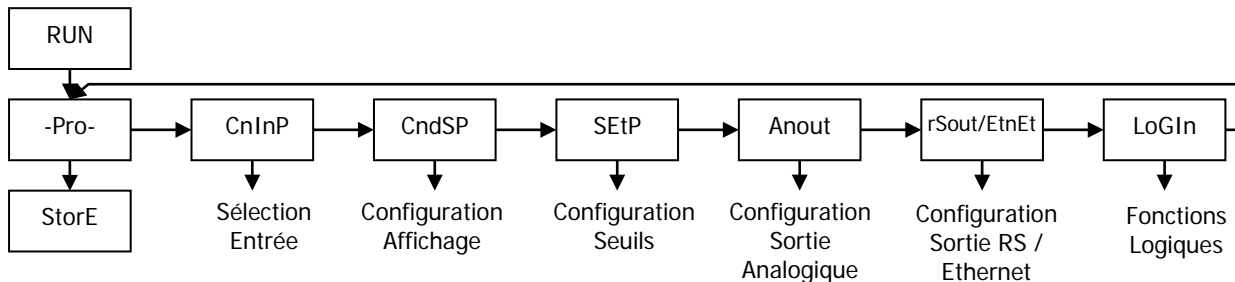 RUN
-Pro-
CnInP
CndSP
SEtP
Anout
rSout/EtnEt
LoGIn
StorE
Sélection
Entrée
Configuration
Affichage
Configuration
Seuils
Configuration
Sortie
Analogique
Configuration
Sortie RS /
Ethernet
Fonctions
Logiques